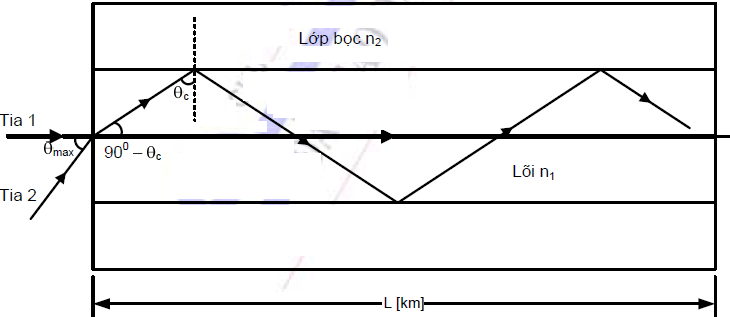 Lớp bọc n₂
θc
Tia 1
θmax
90⁰ – θc
Lõi n₁
Tia 2
L [km]